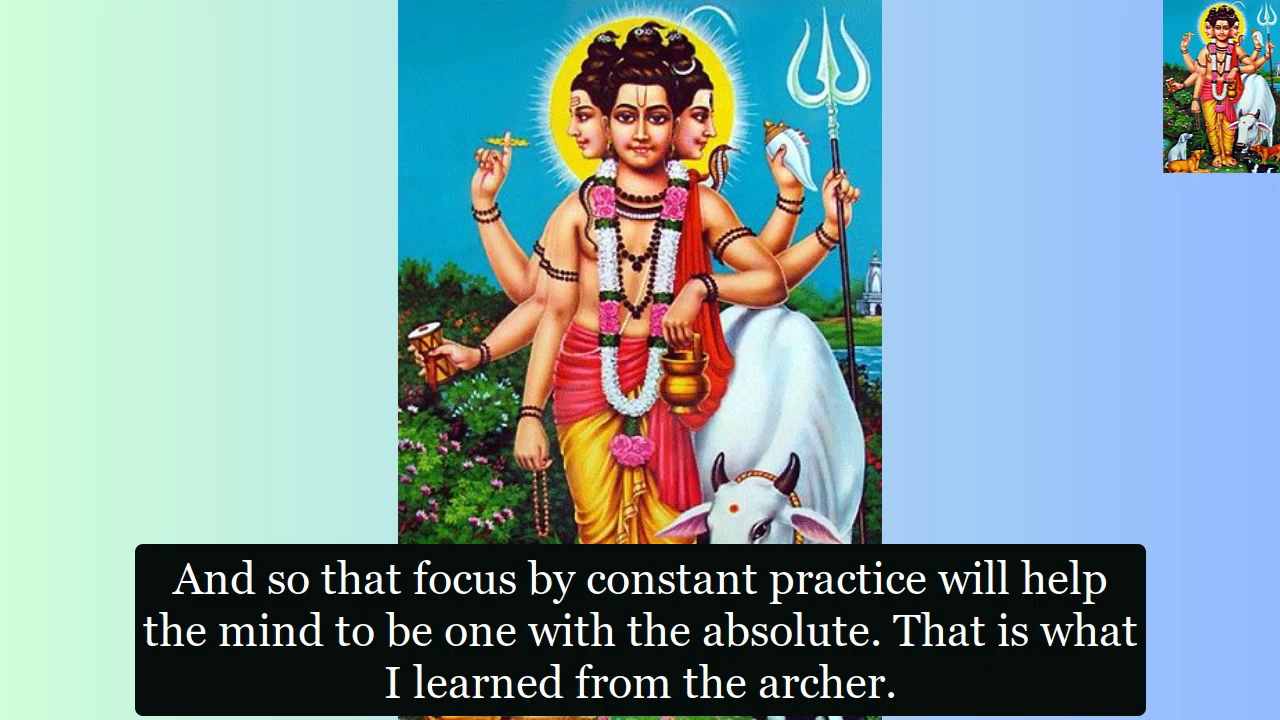 And so that focus by constant practice will help
the mind to be one with the absolute. That is what
I learned from the archer.